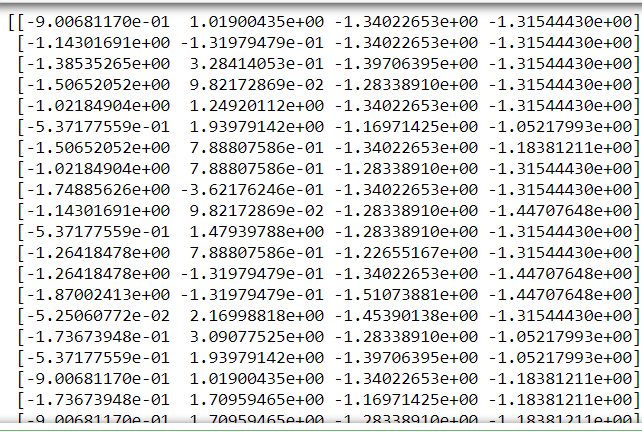 [[-9.00681170e-01 1.01900435e+00 -1.34022653e+00 -1.31544430e+00]
[-1.14301691e+00 -1.31979479e-01 -1.34022653e+00 -1.31544430e+00]
[-1.38535265e+00 3.28414053e-01 -1.39706395e+00 -1.31544430e+00]
[-1.50652052e+00 9.82172869e-02 -1.28338910e+00 -1.31544430e+00]
[-1.02184904e+00 1.24920112e+00 -1.34022653e+00 -1.31544430e+00]
[-5.37177559e-01 1.93979142e+00 -1.16971425e+00 -1.05217993e+00]
[-1.50652052e+00 7.88807586e-01 -1.34022653e+00 -1.18381211e+00]
[-1.02184904e+00 7.88807586e-01 -1.28338910e+00 -1.31544430e+00]
[-1.74885626e+00 -3.62176246e-01 -1.34022653e+00 -1.31544430e+00]
[-1.14301691e+00 9.82172869e-02 -1.28338910e+00 -1.44707648e+00]
[-5.37177559e-01 1.47939788e+00 -1.28338910e+00 -1.31544430e+00]
[-1.26418478e+00 7.88807586e-01 -1.22655167e+00 -1.31544430e+00]
[-1.26418478e+00 -1.31979479e-01 -1.34022653e+00 -1.44707648e+00]
[-1.87002413e+00 -1.31979479e-01 -1.51073881e+00 -1.44707648e+00]
[-5.25060772e-02 2.16998818e+00 -1.45390138e+00 -1.31544430e+00]
[-1.73673948e-01 3.09077525e+00 -1.28338910e+00 -1.05217993e+00]
[-5.37177559e-01 1.93979142e+00 -1.39706395e+00 -1.05217993e+00]
[-9.00681170e-01 1.01900435e+00 -1.34022653e+00 -1.18381211e+00]
[-1.73673948e-01 1.70959465e+00 -1.16971425e+00 -1.18381211e+00]
[-9.00681170e-01 1.70959465e+00 -1.28338910e+00 -1.18381211e+00]